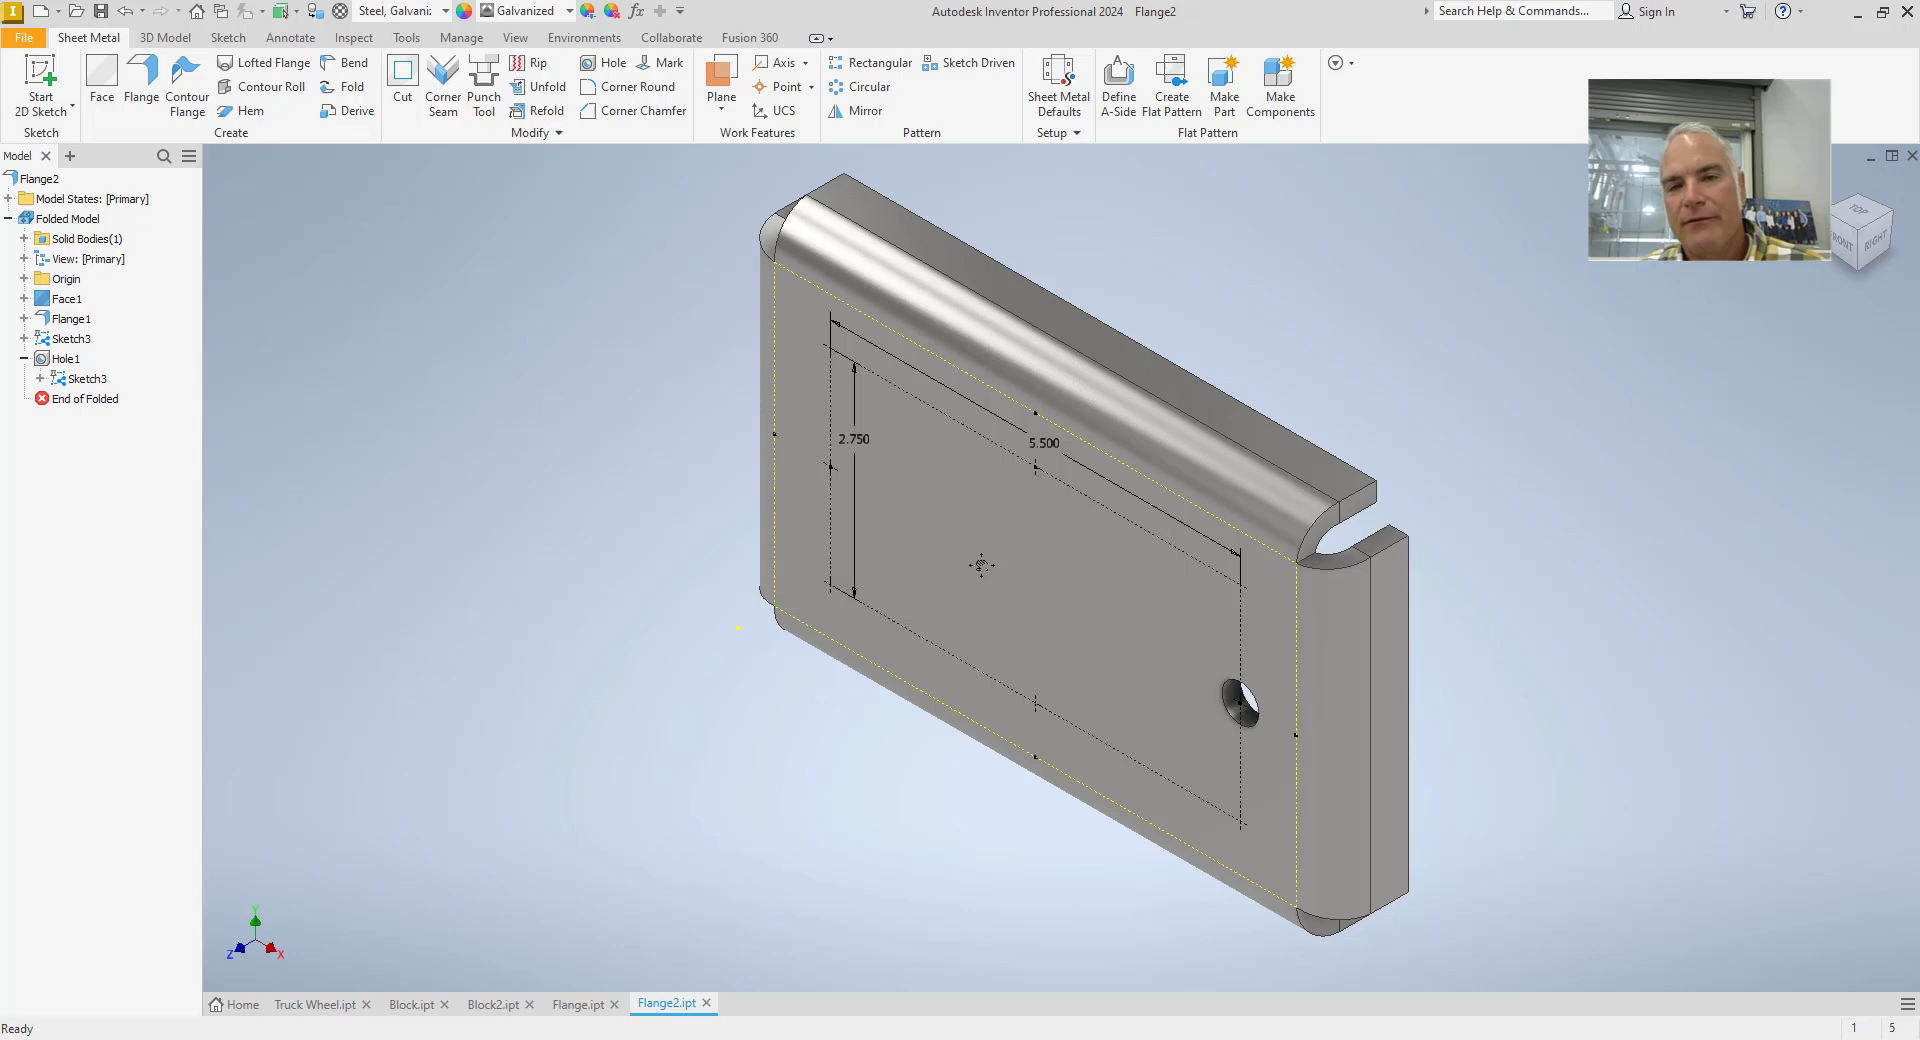 Steel, Galvaniz
Galvanized
Autodesk Inventor Professional 2024 Flange2
Search Help & Commands...
Sign In
File
Sheet Metal
3D Model
Sketch
Annotate
Inspect
Tools
Manage
View
Environments
Collaborate
Fusion 360
Start
2D Sketch
Sketch
Face
Flange
Contour
Flange
Lofted Flange
Contour Roll
Hem
Bend
Fold
Derive
Create
Cut
Corner
Seam
Punch
Tool
Rip
Unfold
Refold
Hole
Mark
Corner Round
Corner Chamfer
Modify
Plane
Axis
Point
UCS
Work Features
Rectangular
Circular
Mirror
Sketch Driven
Pattern
Sheet Metal
Defaults
Setup
Define
A-Side
Create
Flat Pattern
Make
Part
Make
Components
Flat Pattern
Model
Flange2
Model States: [Primary]
Folded Model
Solid Bodies(1)
View: [Primary]
Origin
Face1
Flange1
Sketch3
Hole1
Sketch3
End of Folded
2.750
5.500
TOP
RONT
RIGHT
Y
Z
X
Home
Truck Wheel.ipt
Block.ipt
Block2.ipt
Flange.ipt
Flange2.ipt
Ready
1
5